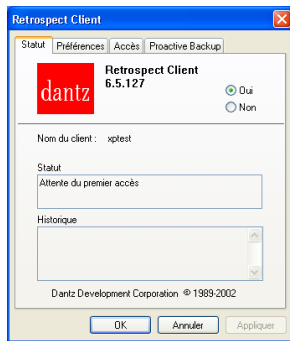 Retrospect Client
Statut Préférences Accès Proactive Backup
dantz
Retrospect Client
6.5.127
Oui
Non
Nom du client : xptest
Statut
Attente du premier accès
Historique
Dantz Development Corporation © 1989-2002
OK Annuler Appliquer